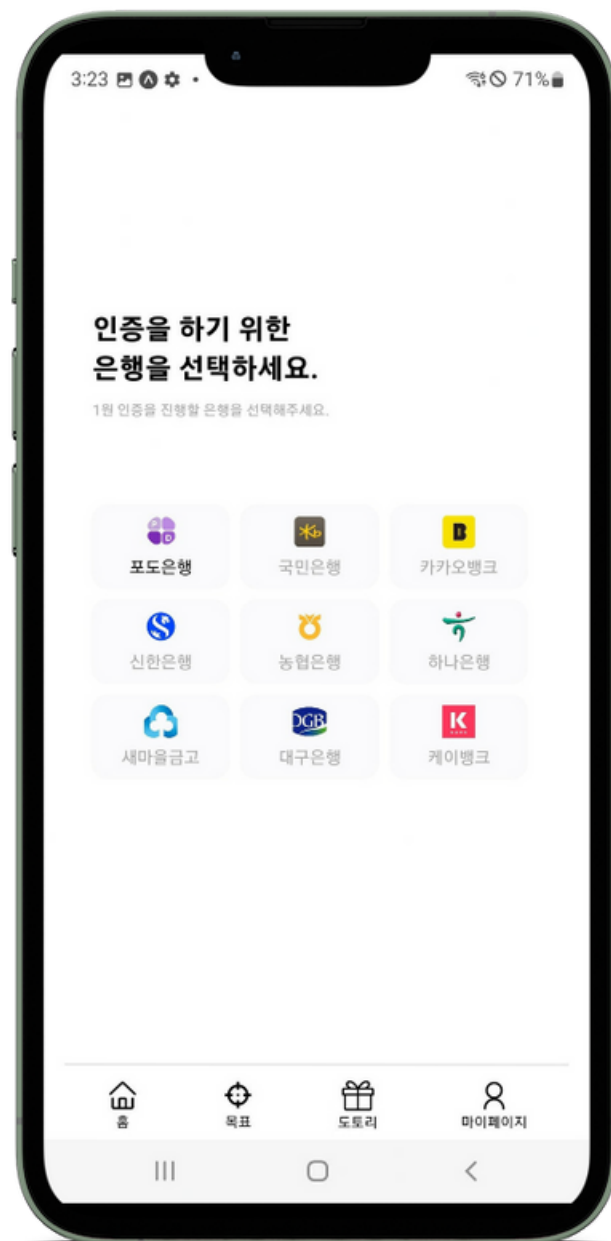 3:23
71%
인증을 하기 위한
은행을 선택하세요.
1원 인증을 진행할 은행을 선택해주세요.
D
포도은행
Kb
국민은행
B
카카오뱅크
S
신한은행
농협은행
하나은행
새마을금고
DGB
대구은행
K
케이뱅크
홈
목표
도토리
마이페이지